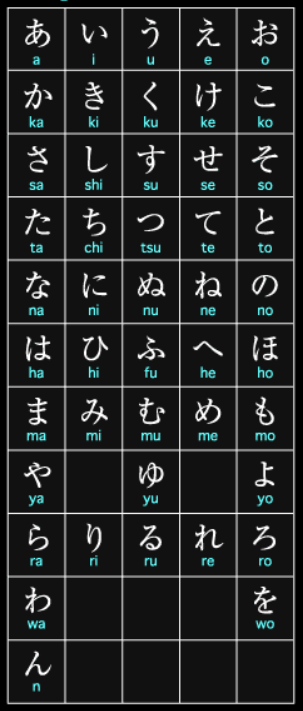 あ い う え お
a i u e o
か き く け こ
ka ki ku ke ko
さ し す せ そ
sa shi su se so
た ち つ て と
ta chi tsu te to
な に ぬ ね の
na ni nu ne no
は ひ ふ へ ほ
ha hi fu he ho
ま み む め も
ma mi mu me mo
や ゆ よ
ya yu yo
ら り る れ ろ
ra ri ru re ro
わ を
wa wo
ん
n